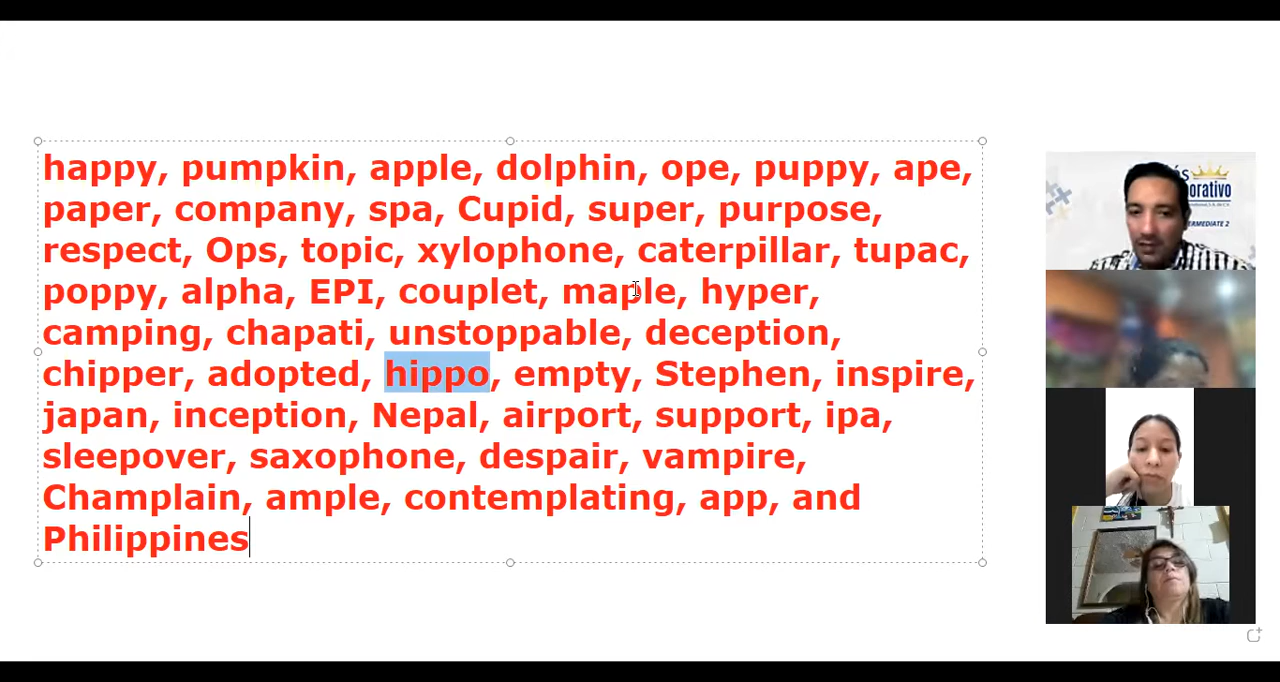 happy, pumpkin, apple, dolphin, ope, puppy, ape,
paper, company, spa, Cupid, super, purpose,
respect, Ops, topic, xylophone, caterpillar, tupac,
poppy, alpha, EPI, couplet, maple, hyper,
camping, chapati, unstoppable, deception,
chipper, adopted, hippo, empty, Stephen, inspire,
japan, inception, Nepal, airport, support, ipa,
sleepover, saxophone, despair, vampire,
Champlain, ample, contemplating, app, and
Philippines